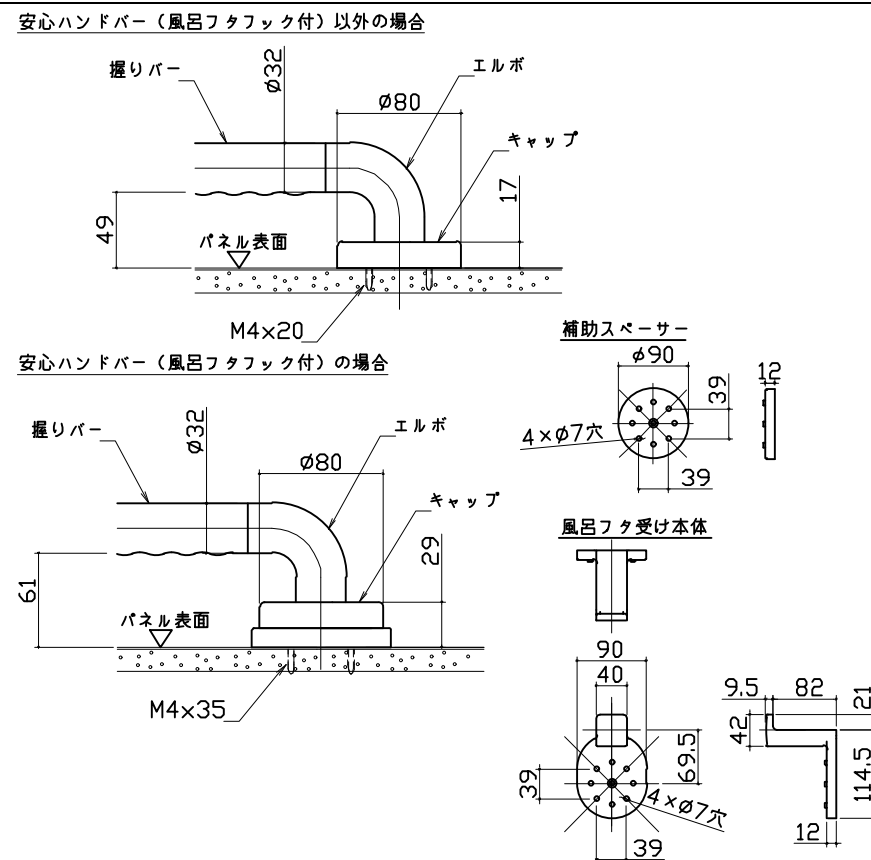 安心ハンドバー（風呂フタフック付）以外の場合
握りバー
φ32
エルボ
φ80
キャップ
17
49
パネル表面
M4×20
安心ハンドバー（風呂フタフック付）の場合
握りバー
φ32
エルボ
φ80
キャップ
29
61
パネル表面
M4×35
補助スペーサー
φ90
12
39
4×φ7穴
39
風呂フタ受け本体
90
40
9.5
82
21
42
69.5
114.5
39
4×φ7穴
12
39